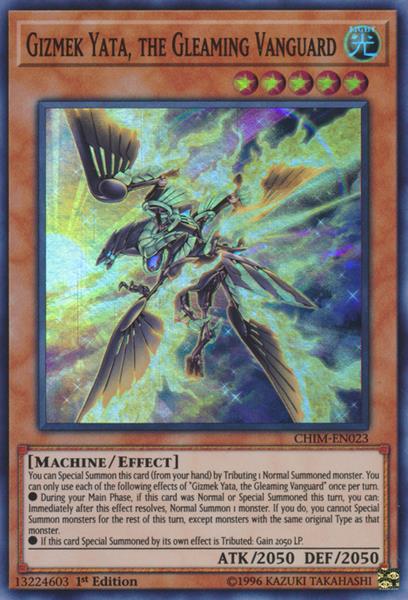 Gizmek Yata, the Gleaming Vanguard
LIGHT
光
CHIM-EN023
[Machine/Effect]
You can Special Summon this card (from your hand) by Tributing 1 Normal Summoned monster. You
can only use each of the following effects of "Gizmek Yata, the Gleaming Vanguard" once per turn.
● During your Main Phase, if this card was Normal or Special Summoned this turn, you can:
Immediately after this effect resolves, Normal Summon 1 monster. If you do, you cannot Special
Summon monsters for the rest of this turn, except monsters with the same original Type as that
monster.
● If this card Special Summoned by its own effect is Tributed: Gain 2050 LP.
ATK/2050 DEF/2050
13224603 1st Edition ©1996 KAZUKI TAKAHASHI